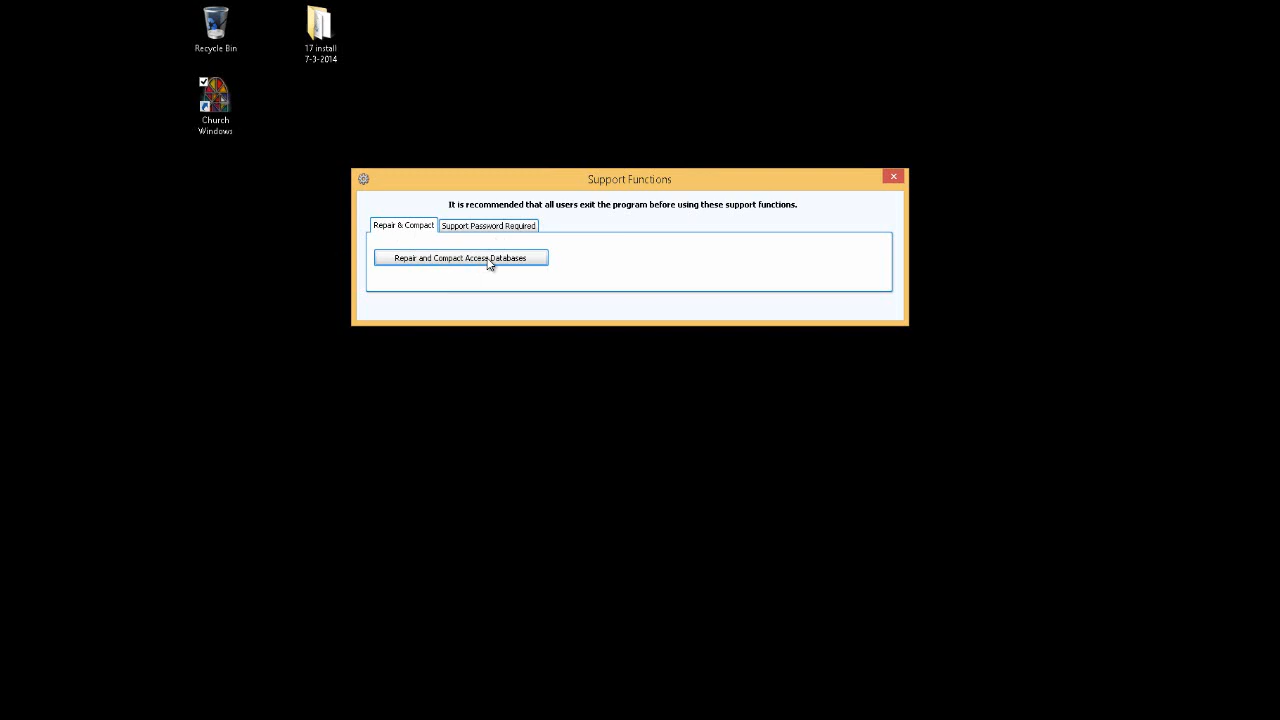 Recycle Bin
17 install
7-3-2014
Church
Windows
Support Functions
It is recommended that all users exit the program before using these support functions.
Repair & Compact
Support Password Required
Repair and Compact Access Databases